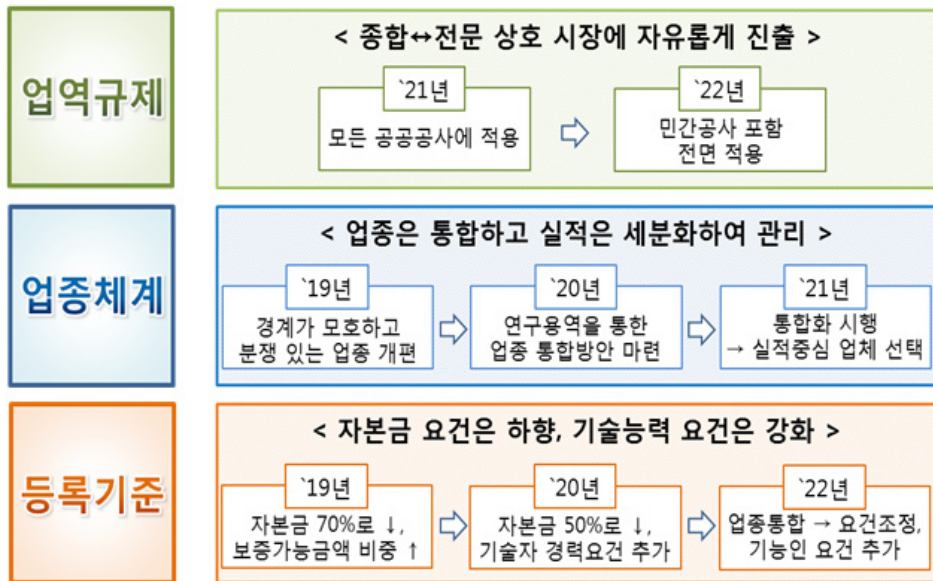 업역규제
< 종합↔전문 상호 시장에 자유롭게 진출 >
`21년
모든 공공공사에 적용
`22년
민간공사 포함
전면 적용
업종체계
< 업종은 통합하고 실적은 세분화하여 관리 >
`19년
경계가 모호하고
분쟁 있는 업종 개편
`20년
연구용역을 통한
업종 통합방안 마련
`21년
통합화 시행
→ 실적중심 업체 선택
등록기준
< 자본금 요건은 하향, 기술능력 요건은 강화 >
`19년
자본금 70%로 ↓,
보증가능금액 비중 ↑
`20년
자본금 50%로 ↓,
기술자 경력요건 추가
`22년
업종통합 → 요건조정,
기능인 요건 추가